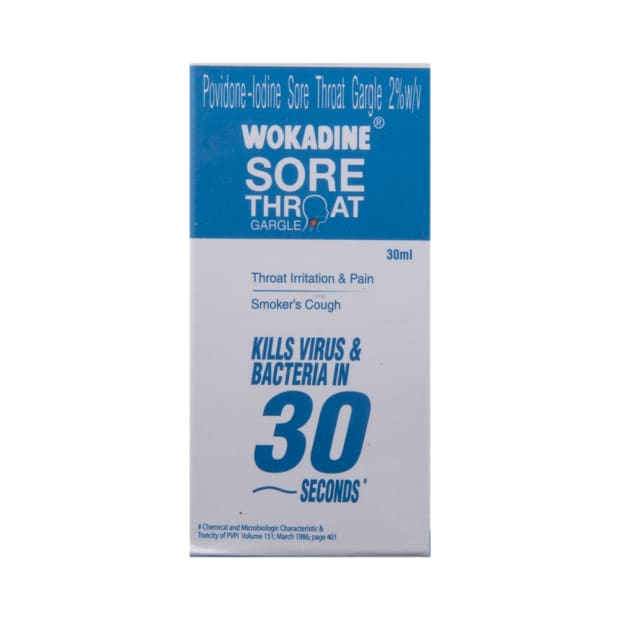 Povidone-Iodine Sore Throat Gargle 2%w/v
WOKADINE®
SORE
THROAT
GARGLE
30ml
Throat Irritation & Pain
Smoker's Cough
KILLS VIRUS &
BACTERIA IN
30
SECONDS#
# Chemical and Microbiologic Characteristic &
Toxicity of PVPI Volume 151; March 1986; page 401